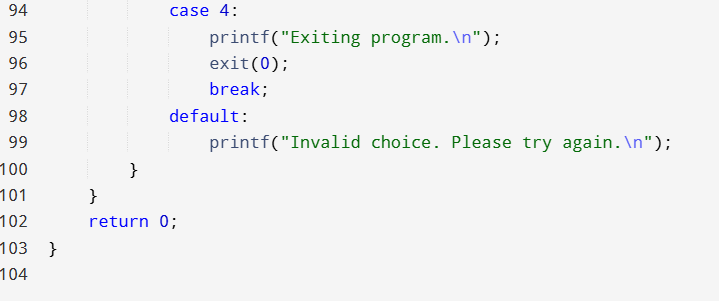 94            case 4:
95                printf("Exiting program.\n");
96                exit(0);
97                break;
98            default:
99                printf("Invalid choice. Please try again.\n");
100        }
101    }
102    return 0;
103 }
104